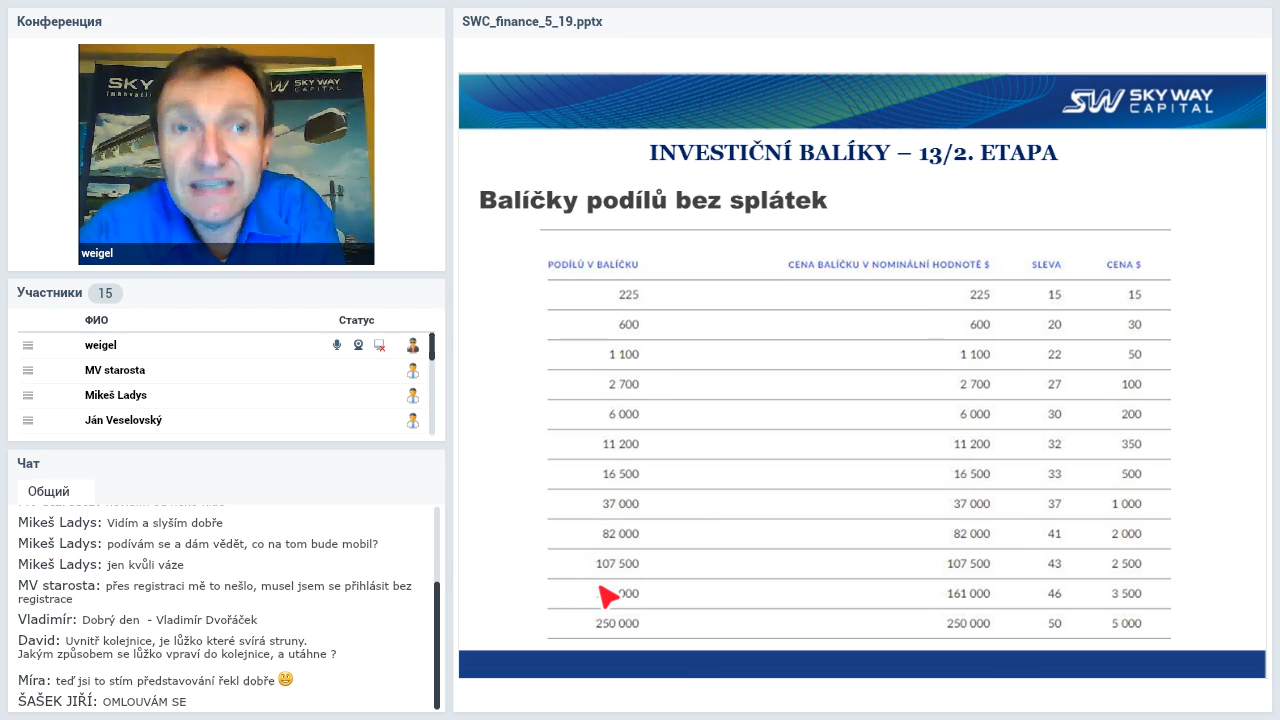 Конференция
SKY
W SKY WAY
CAPITAL
weigel
Участники 15
ФИО Статус
weigel
MV starosta
Mikeš Ladys
Ján Veselovský
Чат
Общий
Mikeš Ladys: Vidím a slyším dobře
Mikeš Ladys: podívám se a dám vědět, co na tom bude mobil?
Mikeš Ladys: jen kvůli váze
MV starosta: přes registraci mě to nešlo, musel jsem se přihlásit bez
registrace
Vladimír: Dobrý den - Vladimír Dvořáček
David: Uvnitř kolejnice, je lůžko které svírá struny.
Jakým způsobem se lůžko vpraví do kolejnice, a utáhne ?
Míra: teď jsi to stím představování řekl dobře
ŠAŠEK JIŘÍ: OMLOUVÁM SE
SWC_finance_5_19.pptx
SW SKY WAY
CAPITAL
INVESTIČNÍ BALÍKY – 13/2. ETAPA
Balíčky podílů bez splátek
PODÍLŮ V BALÍČKU CENA BALÍČKU V NOMINÁLNÍ HODNOTĚ $ SLEVA CENA $
225 225 15 15
600 600 20 30
1 100 1 100 22 50
2 700 2 700 27 100
6 000 6 000 30 200
11 200 11 200 32 350
16 500 16 500 33 500
37 000 37 000 37 1 000
82 000 82 000 41 2 000
107 500 107 500 43 2 500
000 161 000 46 3 500
250 000 250 000 50 5 000